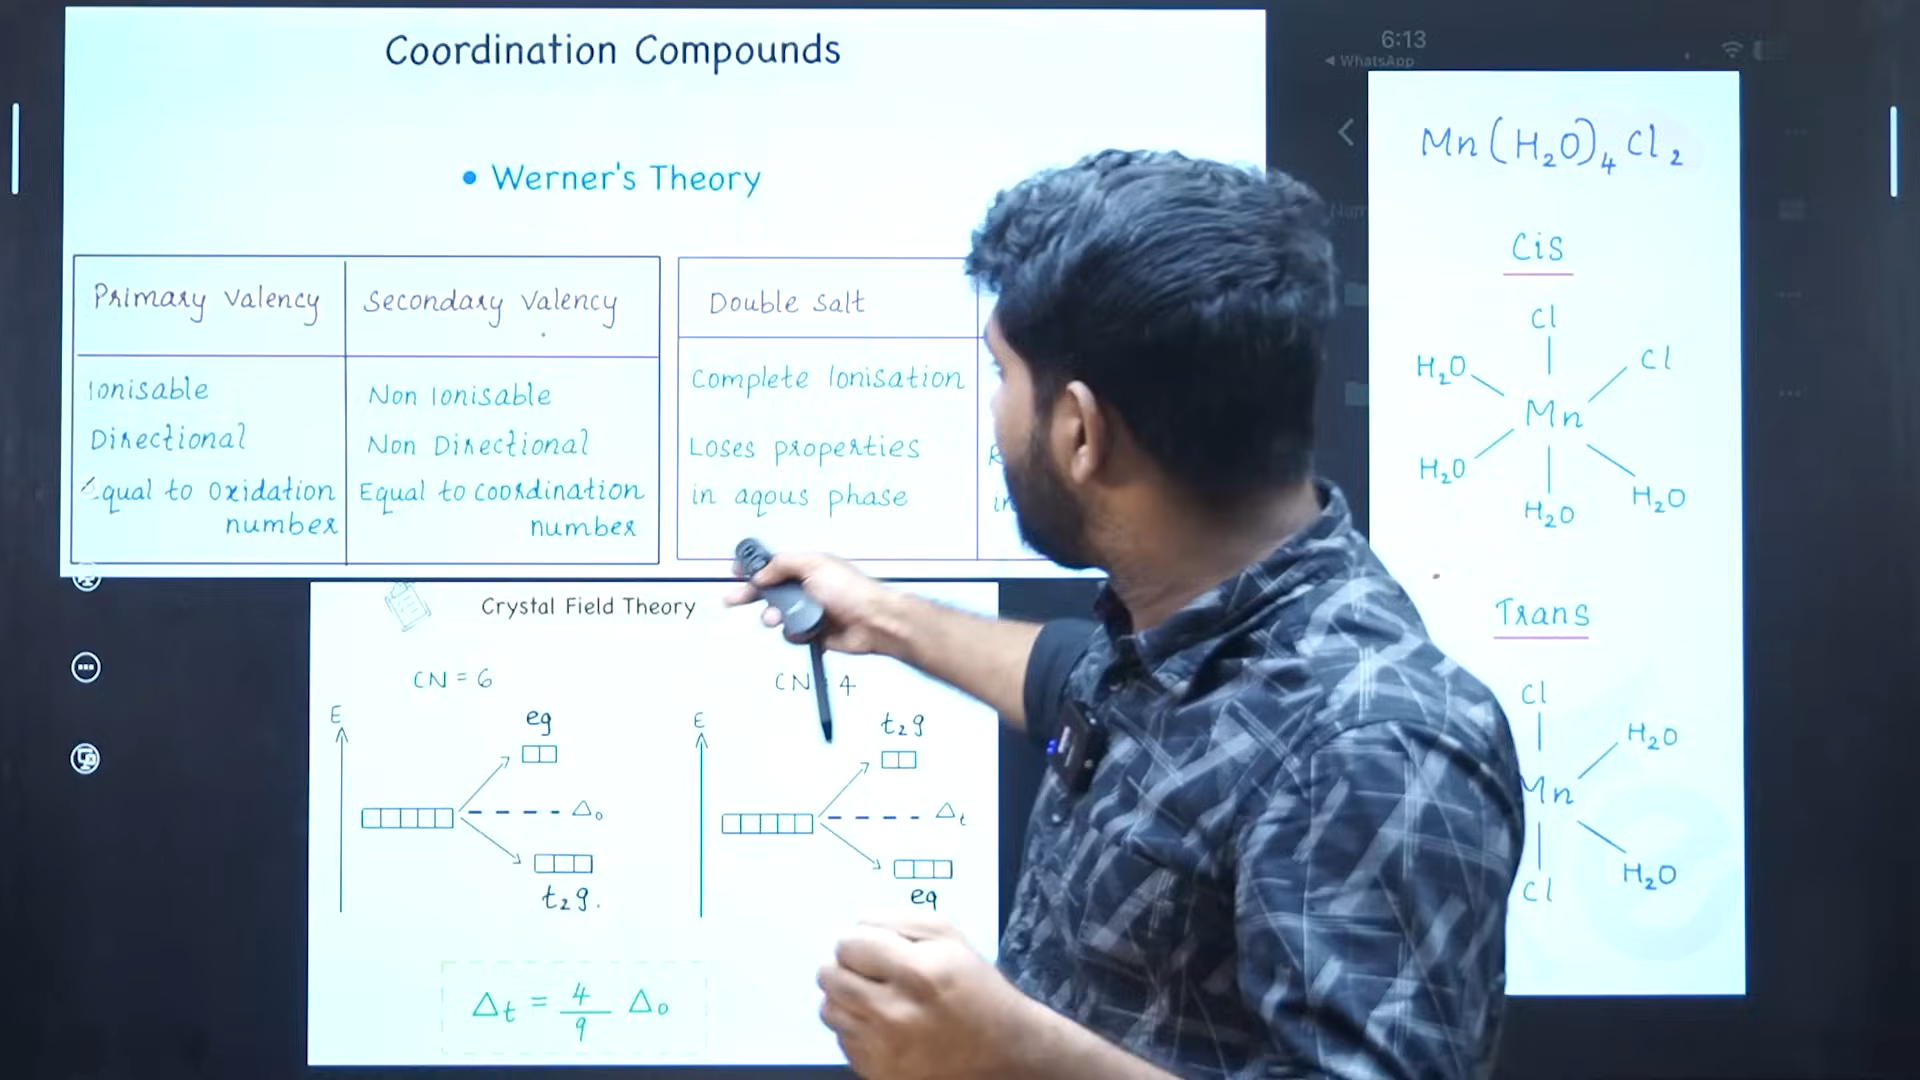 Coordination Compounds
• Werner's Theory
Primary Valency
Secondary Valency
Ionisable
Non Ionisable
Directional
Non Directional
Equal to Oxidation
number
Equal to coordination
number
Double Salt
Complete Ionisation
Loses properties
in aqous phase
Crystal Field Theory
CN = 6
E
eg
Δo
t₂g.
CN 4
E
t₂g
Δt
eg
Δt = 4/9 Δo
6:13
◀ WhatsApp
Mn(H₂O)₄Cl₂
Cis
Cl
H₂O
Cl
Mn
H₂O
H₂O
H₂O
Trans
Cl
H₂O
Mn
H₂O
Cl